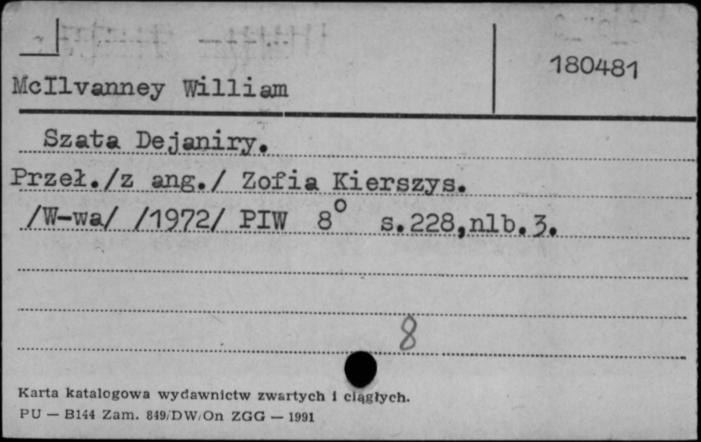 180481
McIlvanney William
Szata Dejaniry.
Przeł./z ang./ Zofia Kierszys.
/W-wa/ /1972/ PIW 8° s.228,nlb.3.
8
Karta katalogowa wydawnictw zwartych i ciągłych.
PU — B144 Zam. 849/DW/On ZGG — 1991